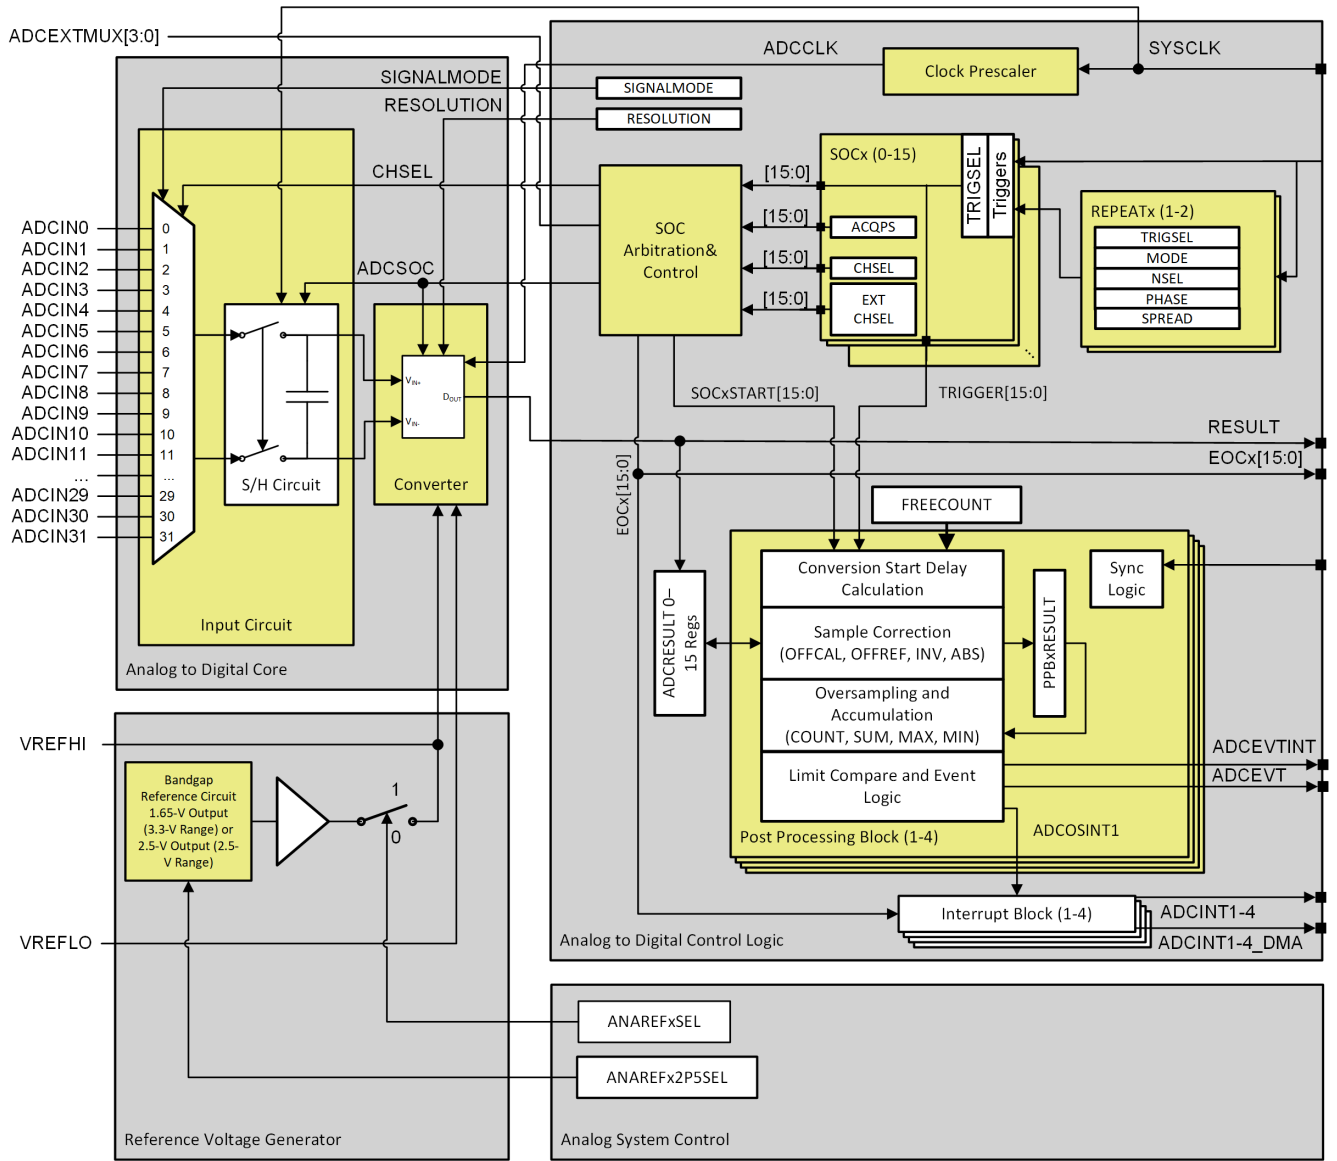 ADCEXTMUX[3:0]
ADCCLK
SYSCLK
Clock Prescaler
SIGNALMODE
SIGNALMODE
RESOLUTION
RESOLUTION
CHSEL
ADCSOC
ADCIN0
ADCIN1
ADCIN2
ADCIN3
ADCIN4
ADCIN5
ADCIN6
ADCIN7
ADCIN8
ADCIN9
ADCIN10
ADCIN11
...
ADCIN29
ADCIN30
ADCIN31
0
1
2
3
4
5
6
7
8
9
10
11
...
29
30
31
S/H Circuit
VIN+
VIN-
DOUT
Converter
Input Circuit
Analog to Digital Core
SOC
Arbitration&
Control
[15:0]
[15:0]
[15:0]
[15:0]
SOCx (0-15)
TRIGSEL
Triggers
ACQPS
CHSEL
EXT
CHSEL
REPEATx (1-2)
TRIGSEL
MODE
NSEL
PHASE
SPREAD
SOCxSTART[15:0]
TRIGGER[15:0]
RESULT
EOCx[15:0]
EOCx[15:0]
FREECOUNT
Conversion Start Delay
Calculation
Sample Correction
(OFFCAL, OFFREF, INV, ABS)
Oversampling and
Accumulation
(COUNT, SUM, MAX, MIN)
Limit Compare and Event
Logic
Post Processing Block (1-4)
ADCRESULT 0–
15 Regs
PPBxRESULT
Sync
Logic
ADCEVTINT
ADCEVT
ADCOSINT1
Interrupt Block (1-4)
ADCINT1-4
ADCINT1-4_DMA
Analog to Digital Control Logic
VREFHI
Bandgap
Reference Circuit
1.65-V Output
(3.3-V Range) or
2.5-V Output (2.5-
V Range)
1
0
VREFLO
Reference Voltage Generator
ANAREFxSEL
ANAREFx2P5SEL
Analog System Control